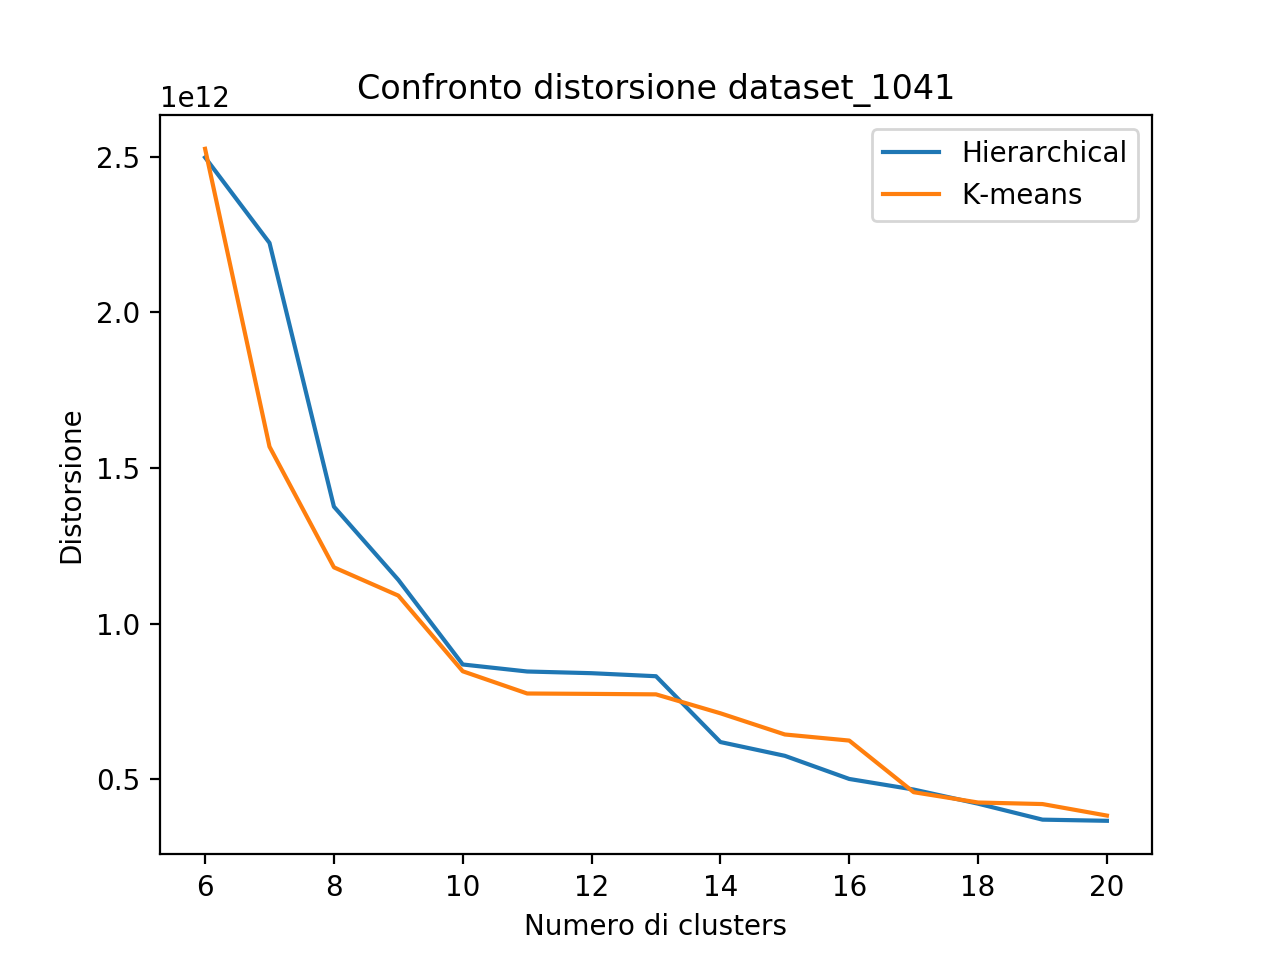 Confronto distorsione dataset_1041
1e12
Hierarchical
K-means
2.5
2.0
1.5
1.0
0.5
Distorsione
6 8 10 12 14 16 18 20
Numero di clusters